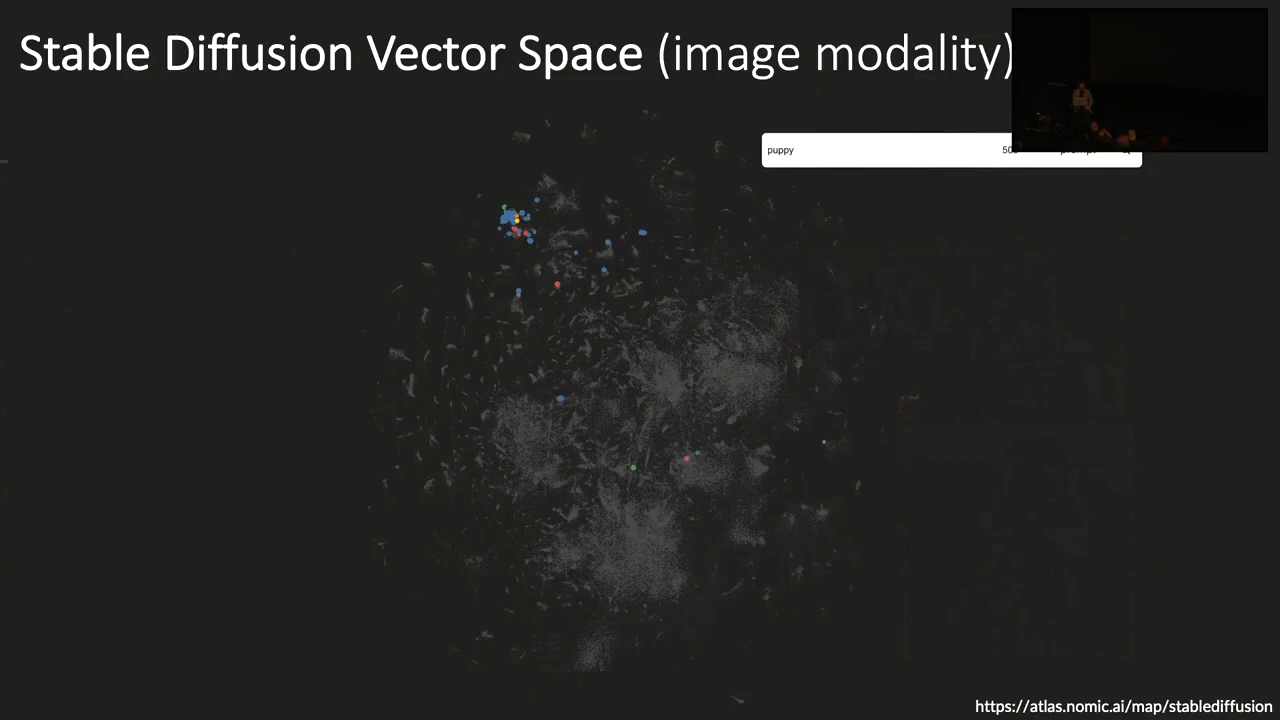 Stable Diffusion Vector Space (image modality)
puppy
https://atlas.nomic.ai/map/stablediffusion